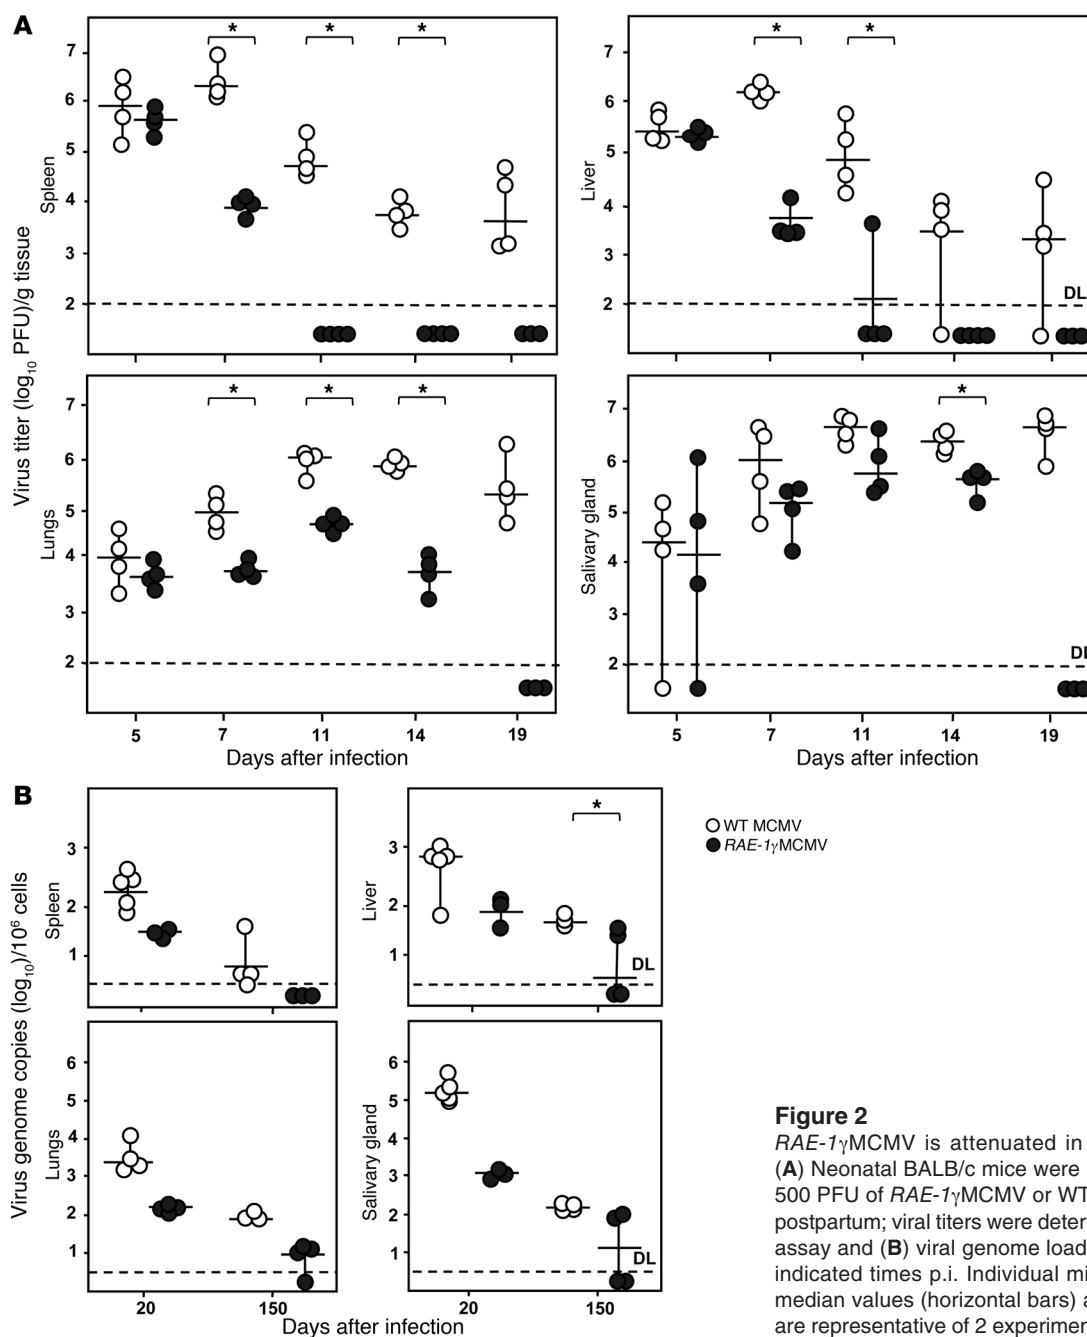 A
Virus titer (log10 PFU)/g tissue
Spleen
7
6
5
4
3
2
*
*
*
Liver
7
6
5
4
3
2
*
*
DL
Lungs
7
6
5
4
3
2
*
*
*
5
7
11
14
19
Days after infection
Salivary gland
7
6
5
4
3
2
*
5
7
11
14
19
Days after infection
B
Virus genome copies (log10)/10⁶ cells
Spleen
3
2
1
Liver
3
2
1
*
DL
WT MCMV
RAE-1γMCMV
Lungs
6
5
4
3
2
1
20
150
Salivary gland
6
5
4
3
2
1
DL
20
150
Days after infection
Figure 2
RAE-1γMCMV is attenuated in
(A) Neonatal BALB/c mice were
500 PFU of RAE-1γMCMV or WT
postpartum; viral titers were deter
assay and (B) viral genome load
indicated times p.i. Individual mi
median values (horizontal bars) a
are representative of 2 experimen